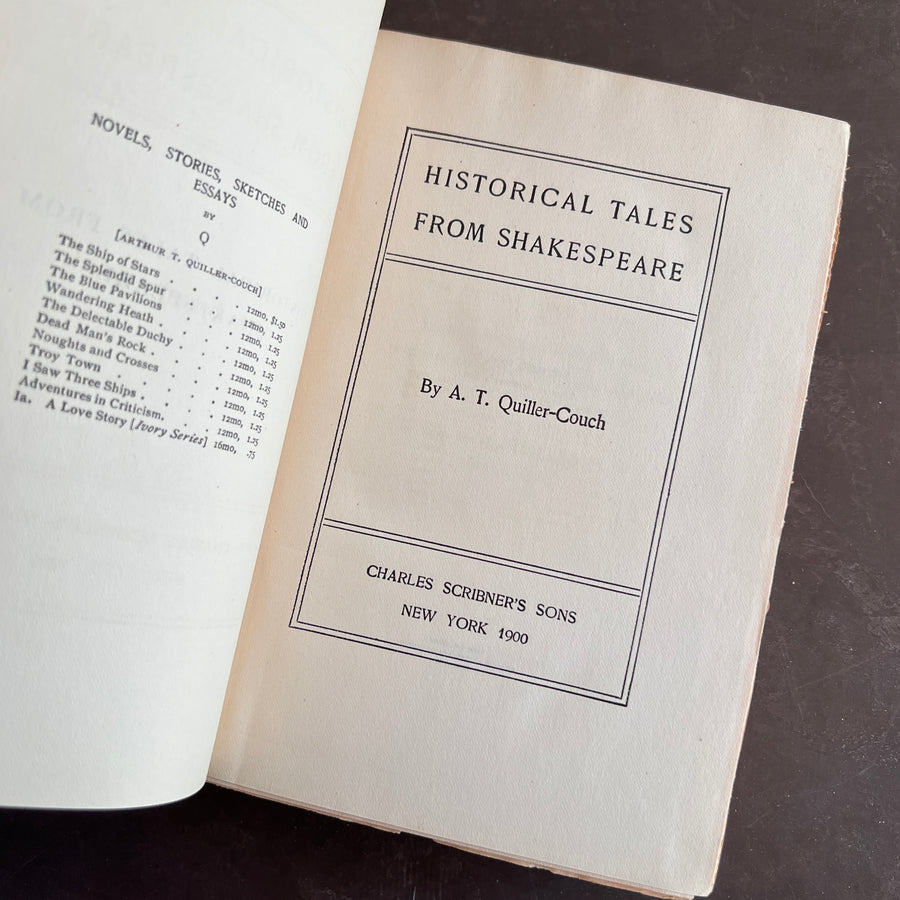 NOVELS, STORIES, SKETCHES AND
ESSAYS
BY
Q
[ARTHUR T. QUILLER-COUCH]
The Ship of Stars . . . . 12mo, $1.50
The Splendid Spur . . . . 12mo, 1.25
The Blue Pavilions . . . 12mo, 1.25
Wandering Heath . . . . 12mo, 1.25
The Delectable Duchy . . . 12mo, 1.25
Dead Man's Rock . . . . 12mo, 1.25
Noughts and Crosses . . . 12mo, 1.25
Troy Town . . . . . 12mo, 1.25
I Saw Three Ships . . . . 12mo, 1.25
Adventures in Criticism. . . 12mo, 1.25
Ia. A Love Story [Ivory Series] 16mo, .75
HISTORICAL TALES
FROM SHAKESPEARE
By A. T. Quiller-Couch
CHARLES SCRIBNER'S SONS
NEW YORK 1900